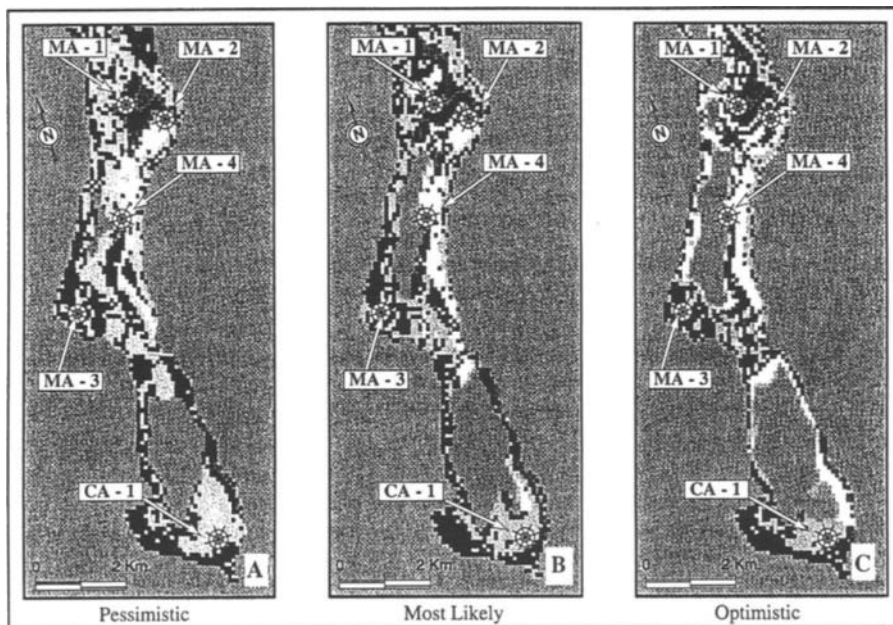 MA - 1
MA - 2
N
MA - 4
MA - 3
CA - 1
0
2 Km.
A
Pessimistic
MA - 1
MA - 2
N
MA - 4
MA - 3
CA - 1
0
2 Km.
B
Most Likely
MA - 1
MA - 2
N
MA - 4
MA - 3
CA - 1
0
2 Km.
C
Optimistic